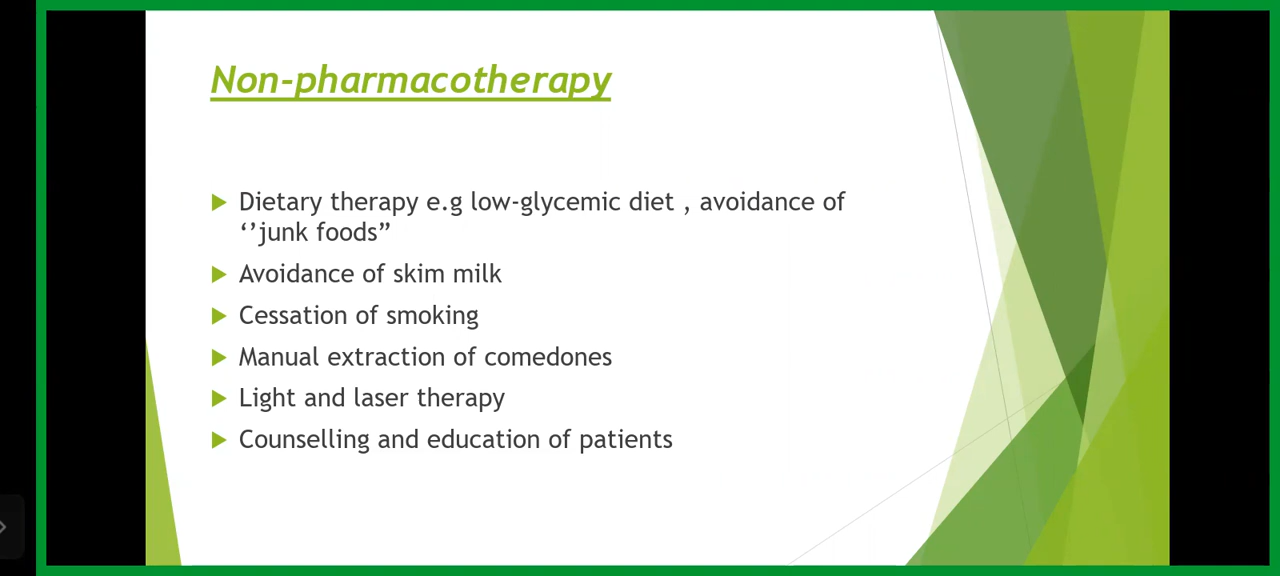 Non-pharmacotherapy
Dietary therapy e.g low-glycemic diet , avoidance of
‘’junk foods”
Avoidance of skim milk
Cessation of smoking
Manual extraction of comedones
Light and laser therapy
Counselling and education of patients